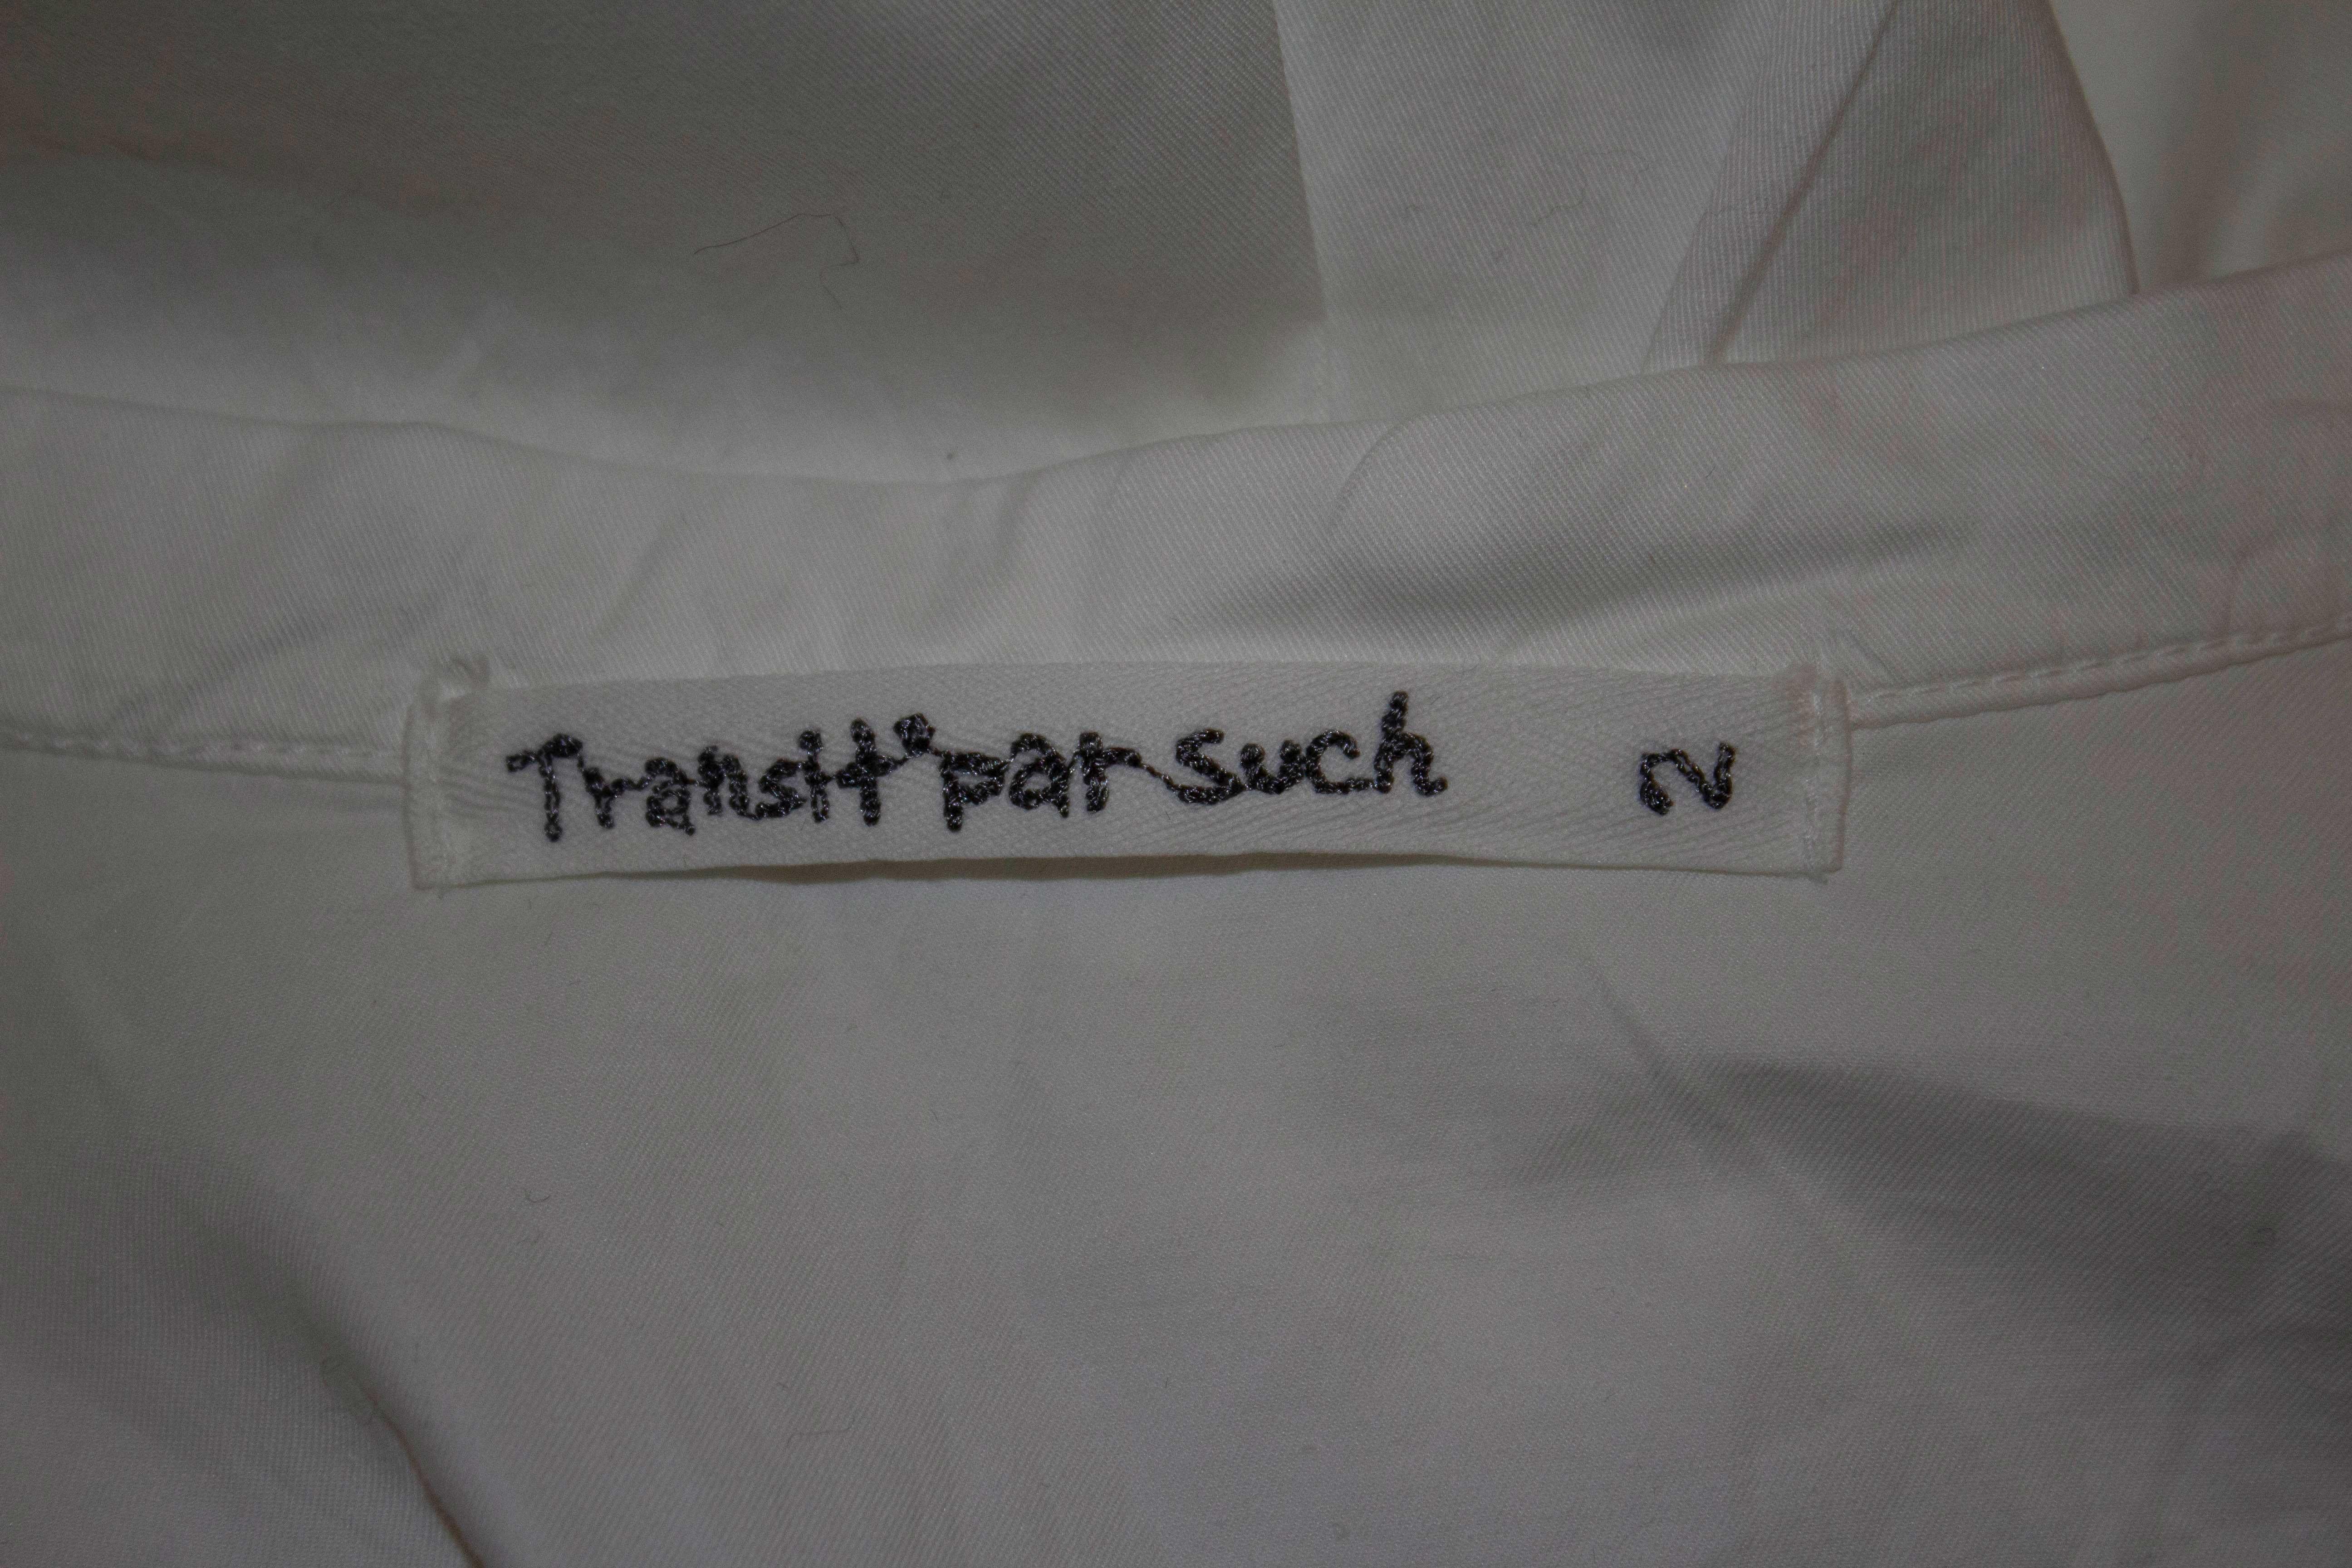 Transit par such 2